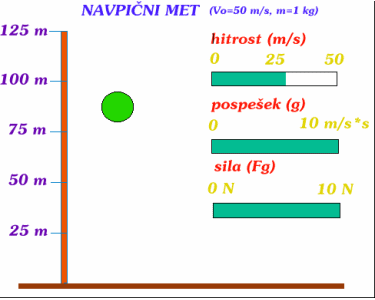 NAVPIČNI MET (Vo=50 m/s, m=1 kg)
125 m
100 m
75 m
50 m
25 m
hitrost (m/s)
0 25 50
pospešek (g)
0 10 m/s*s
sila (Fg)
0 N 10 N